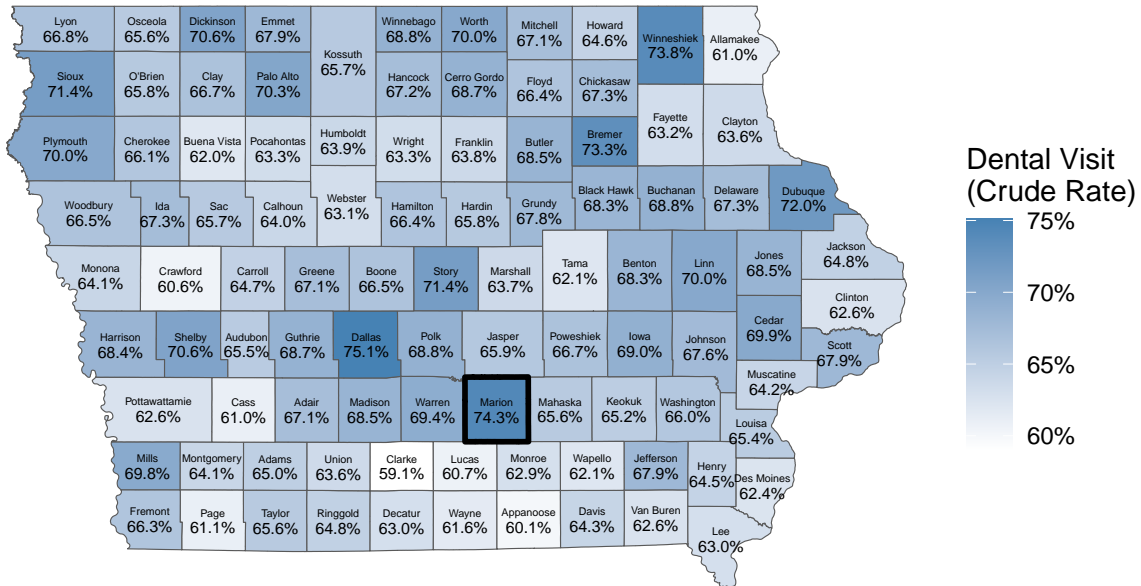 Lyon
66.8%
Osceola
65.6%
Dickinson
70.6%
Emmet
67.9%
Kossuth
65.7%
Winnebago
68.8%
Worth
70.0%
Mitchell
67.1%
Howard
64.6%
Winneshiek
73.8%
Allamakee
61.0%
Sioux
71.4%
O'Brien
65.8%
Clay
66.7%
Palo Alto
70.3%
Hancock
67.2%
Cerro Gordo
68.7%
Floyd
66.4%
Chickasaw
67.3%
Fayette
63.2%
Clayton
63.6%
Plymouth
70.0%
Cherokee
66.1%
Buena Vista
62.0%
Pocahontas
63.3%
Humboldt
63.9%
Wright
63.3%
Franklin
63.8%
Butler
68.5%
Bremer
73.3%
Woodbury
66.5%
Ida
67.3%
Sac
65.7%
Calhoun
64.0%
Webster
63.1%
Hamilton
66.4%
Hardin
65.8%
Grundy
67.8%
Black Hawk
68.3%
Buchanan
68.8%
Delaware
67.3%
Dubuque
72.0%
Monona
64.1%
Crawford
60.6%
Carroll
64.7%
Greene
67.1%
Boone
66.5%
Story
71.4%
Marshall
63.7%
Tama
62.1%
Benton
68.3%
Linn
70.0%
Jones
68.5%
Jackson
64.8%
Clinton
62.6%
Harrison
68.4%
Shelby
70.6%
Audubon
65.5%
Guthrie
68.7%
Dallas
75.1%
Polk
68.8%
Jasper
65.9%
Poweshiek
66.7%
Iowa
69.0%
Johnson
67.6%
Cedar
69.9%
Scott
67.9%
Muscatine
64.2%
Pottawattamie
62.6%
Cass
61.0%
Adair
67.1%
Madison
68.5%
Warren
69.4%
Marion
74.3%
Mahaska
65.6%
Keokuk
65.2%
Washington
66.0%
Louisa
65.4%
Mills
69.8%
Montgomery
64.1%
Adams
65.0%
Union
63.6%
Clarke
59.1%
Lucas
60.7%
Monroe
62.9%
Wapello
62.1%
Jefferson
67.9%
Henry
64.5%
Des Moines
62.4%
Fremont
66.3%
Page
61.1%
Taylor
65.6%
Ringgold
64.8%
Decatur
63.0%
Wayne
61.6%
Appanoose
60.1%
Davis
64.3%
Van Buren
62.6%
Lee
63.0%
Dental Visit
(Crude Rate)
75%
70%
65%
60%